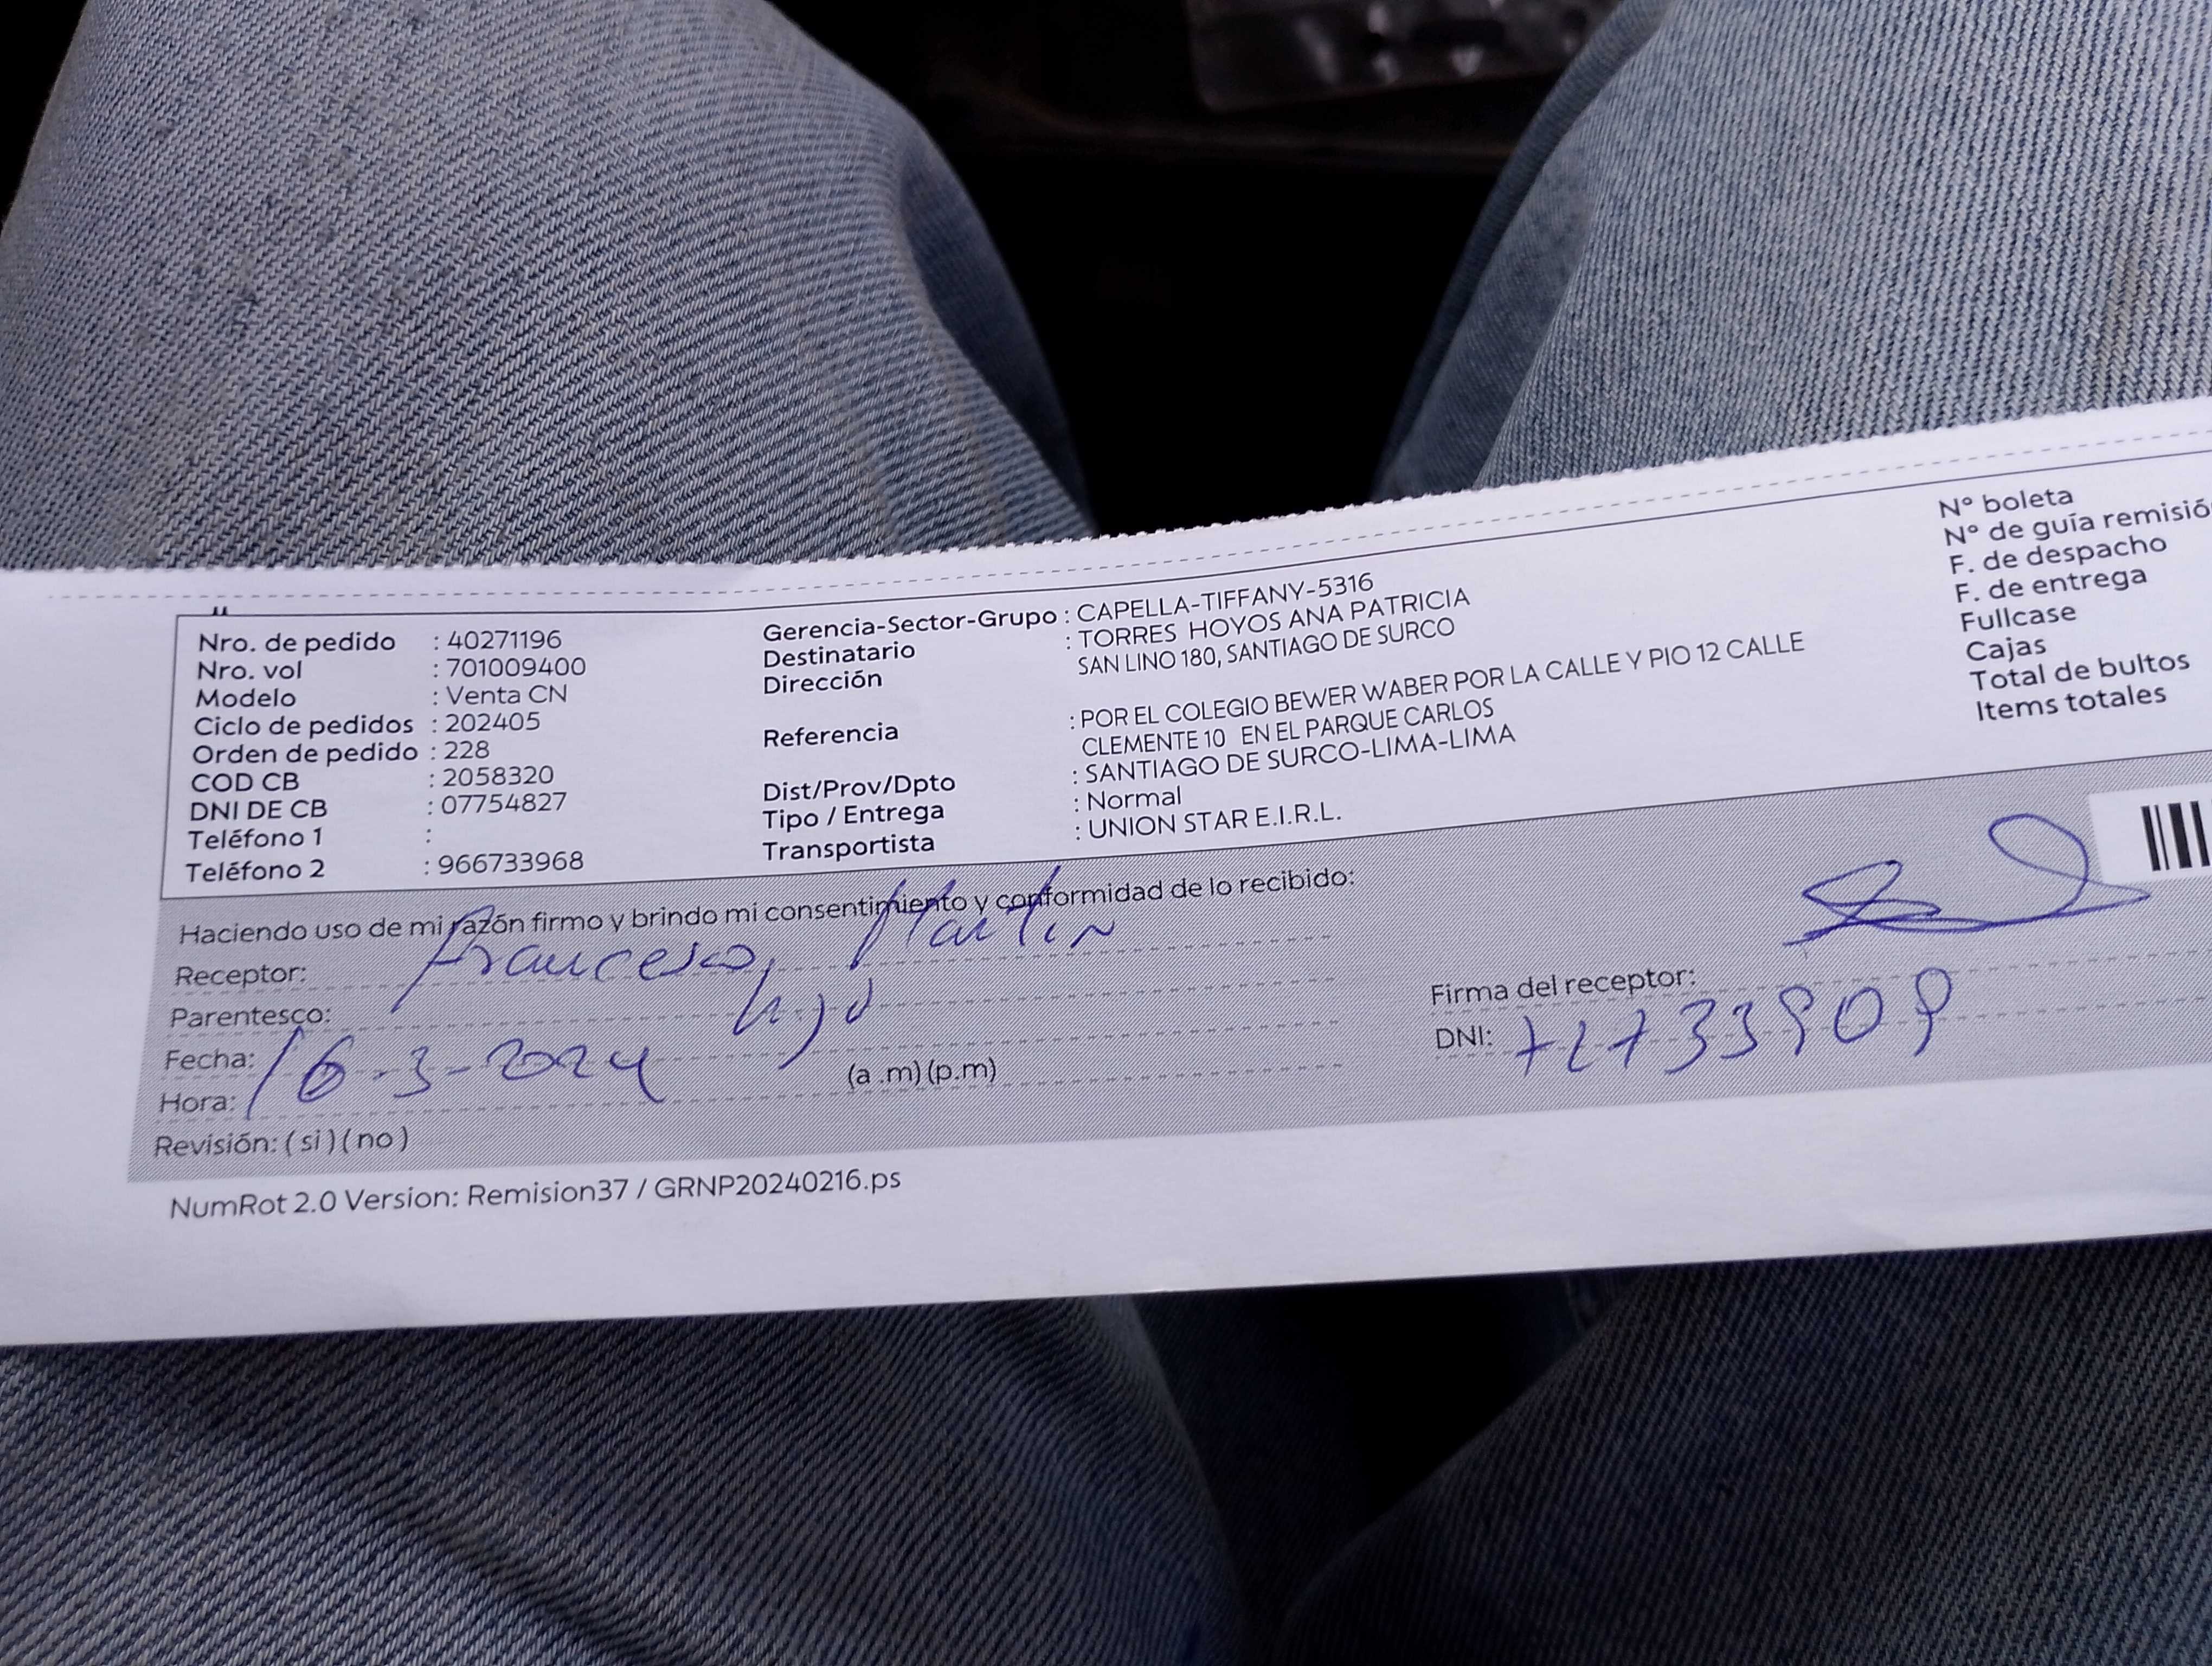 Nro. de pedido : 40271196
Nro. vol : 701009400
Modelo : Venta CN
Ciclo de pedidos : 202405
Orden de pedido : 228
COD CB : 2058320
DNI DE CB : 07754827
Teléfono 1 :
Teléfono 2 : 966733968
Gerencia-Sector-Grupo : CAPELLA-TIFFANY-5316
Destinatario : TORRES HOYOS ANA PATRICIA
Dirección SAN LINO 180, SANTIAGO DE SURCO
Referencia : POR EL COLEGIO BEWER WABER POR LA CALLE Y PIO 12 CALLE
CLEMENTE 10 EN EL PARQUE CARLOS
Dist/Prov/Dpto : SANTIAGO DE SURCO-LIMA-LIMA
Tipo / Entrega : Normal
Transportista : UNION STAR E.I.R.L.
N° boleta
N° de guía remisió
F. de despacho
F. de entrega
Fullcase
Cajas
Total de bultos
Items totales
Haciendo uso de mi razón firmo y brindo mi consentimiento y conformidad de lo recibido:
Receptor: Francesco Martin
Parentesco: hijo
Fecha: 16-3-2024
Hora: (a .m) (p.m)
Revisión: ( si ) ( no )
Firma del receptor:
DNI: 72733909
NumRot 2.0 Version: Remision37 / GRNP20240216.ps